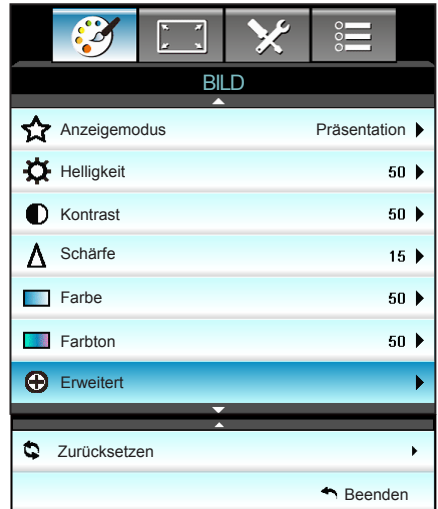 BILD
Anzeigemodus Präsentation
Helligkeit 50
Kontrast 50
Schärfe 15
Farbe 50
Farbton 50
Erweitert
Zurücksetzen
Beenden